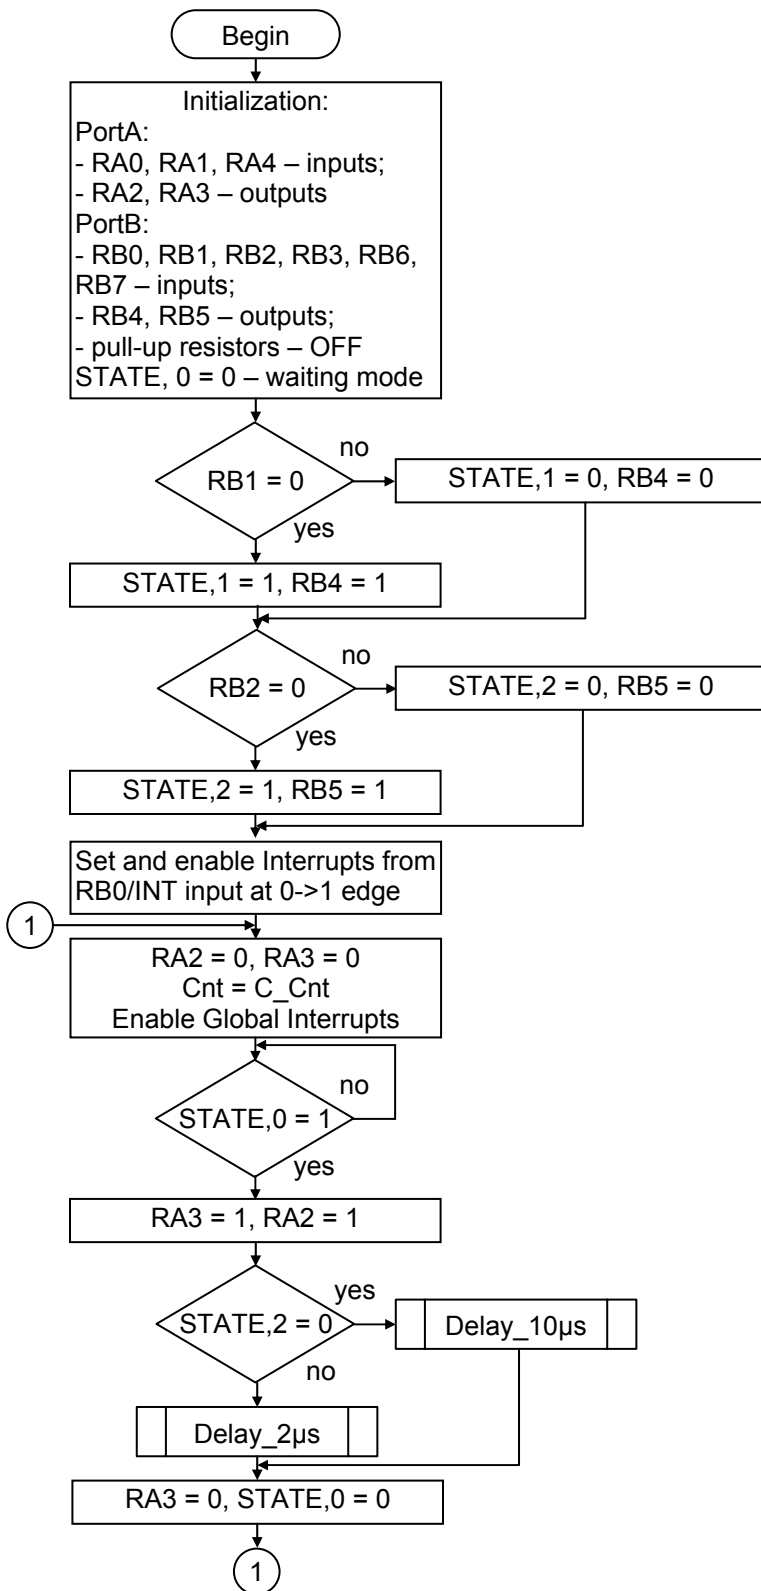 Begin
Initialization:
PortA:
- RA0, RA1, RA4 – inputs;
- RA2, RA3 – outputs
PortB:
- RB0, RB1, RB2, RB3, RB6,
RB7 – inputs;
- RB4, RB5 – outputs;
- pull-up resistors – OFF
STATE, 0 = 0 – waiting mode
RB1 = 0
no
STATE,1 = 0, RB4 = 0
yes
STATE,1 = 1, RB4 = 1
RB2 = 0
no
STATE,2 = 0, RB5 = 0
yes
STATE,2 = 1, RB5 = 1
Set and enable Interrupts from
RB0/INT input at 0->1 edge
1
RA2 = 0, RA3 = 0
Cnt = C_Cnt
Enable Global Interrupts
no
STATE,0 = 1
yes
RA3 = 1, RA2 = 1
STATE,2 = 0
yes
Delay_10µs
no
Delay_2µs
RA3 = 0, STATE,0 = 0
1